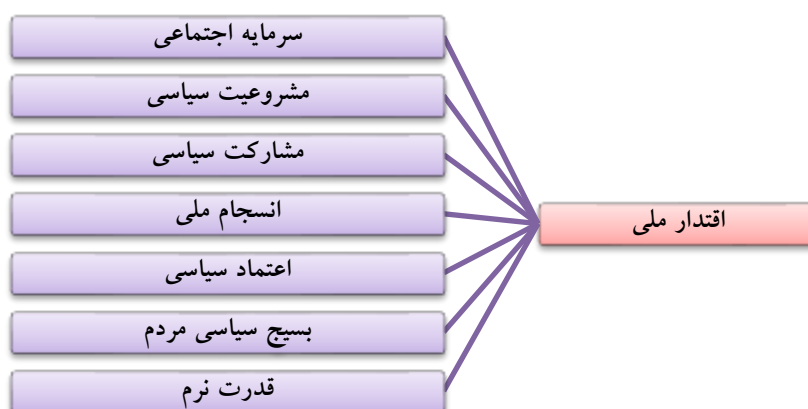 سرمایه اجتماعی
مشروعیت سیاسی
مشارکت سیاسی
انسجام ملی
اقتدار ملی
اعتماد سیاسی
بسیج سیاسی مردم
قدرت نرم